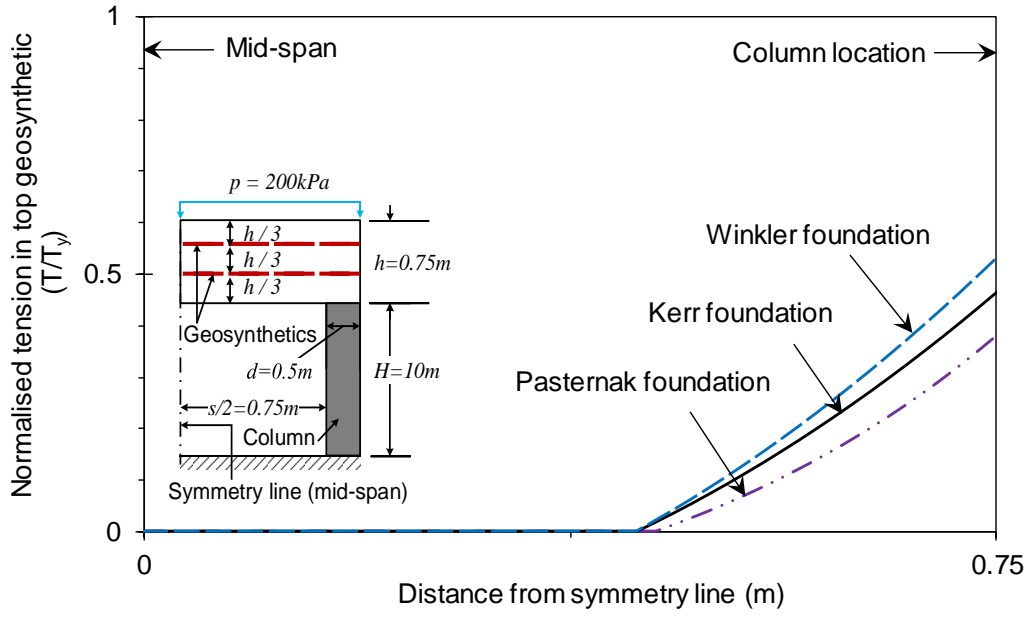 Normalised tension in top geosynthetic
(T/Ty)
1
0.5
0
Mid-span
Column location
p = 200kPa
h / 3
h / 3
h / 3
h=0.75m
Geosynthetics
d=0.5m
H=10m
s/2=0.75m
Column
Symmetry line (mid-span)
Winkler foundation
Kerr foundation
Pasternak foundation
0
0.75
Distance from symmetry line (m)